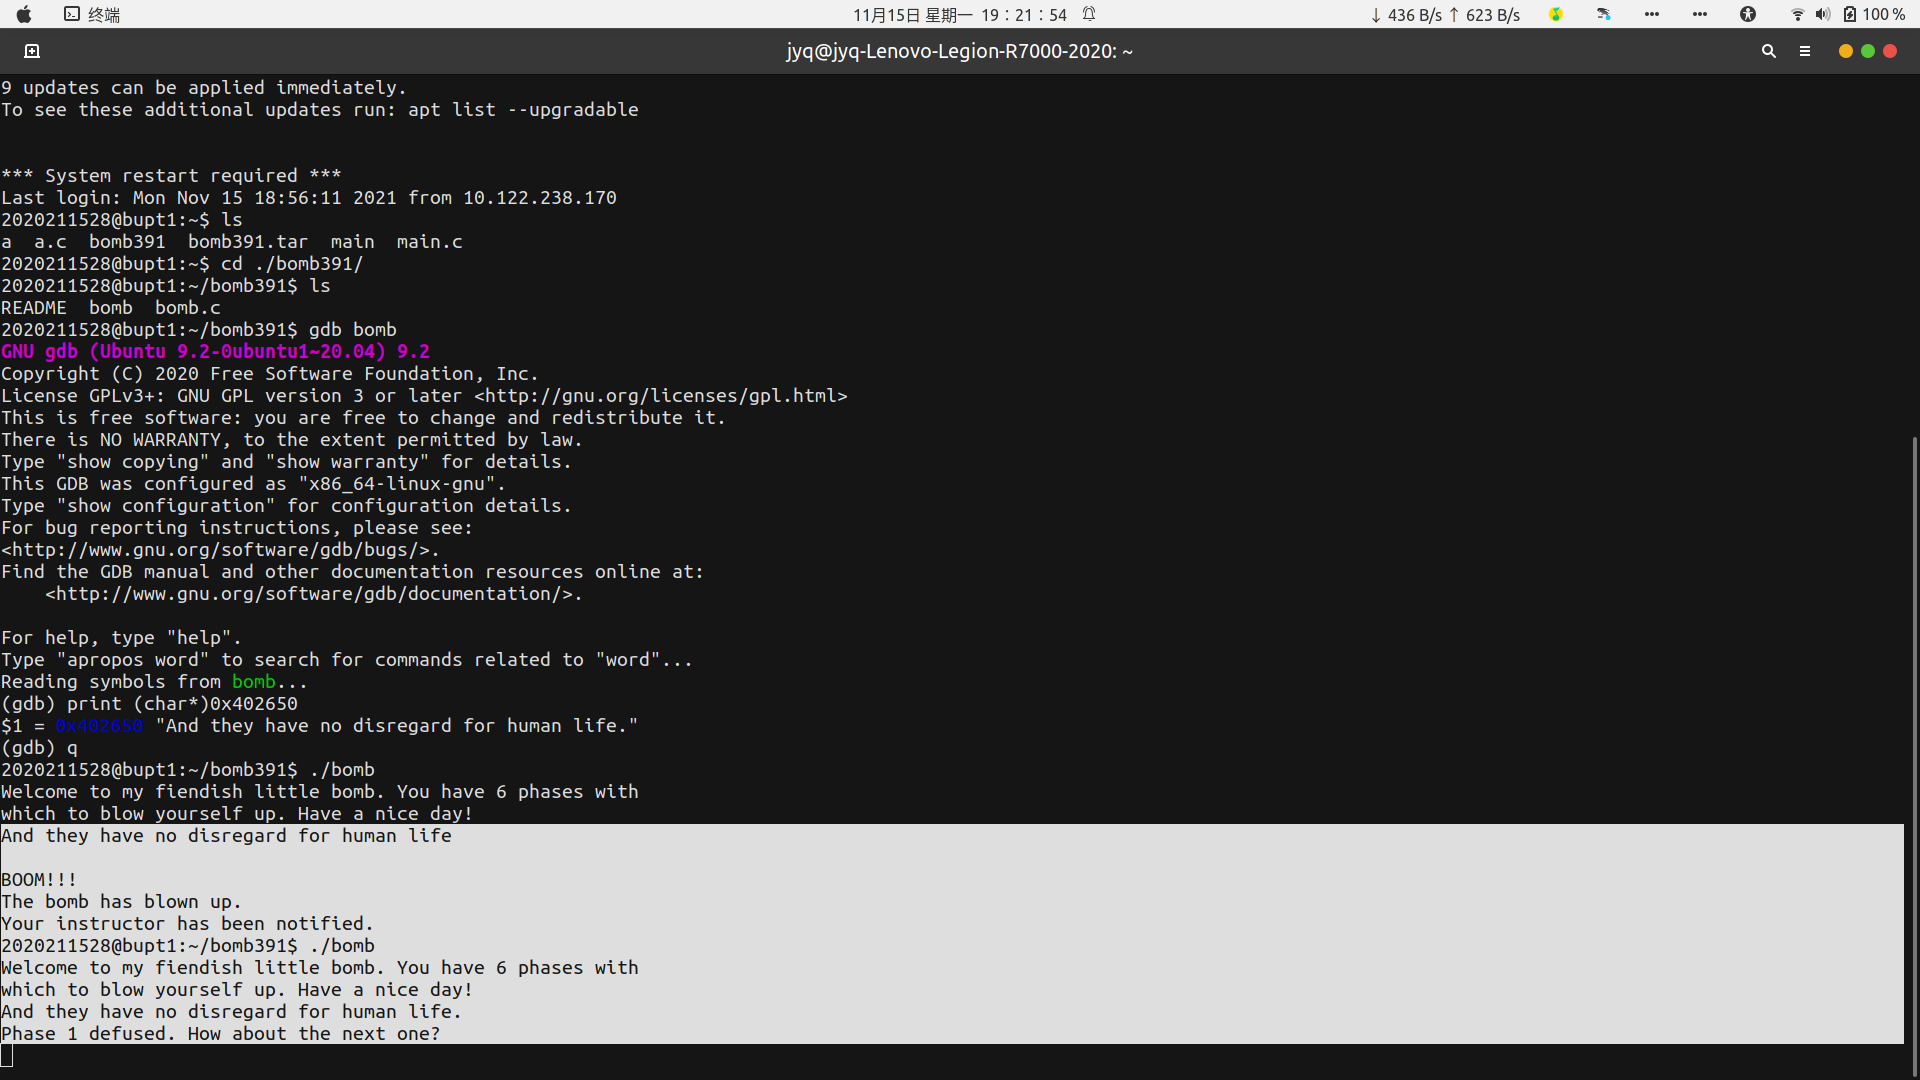 终端
11月15日 星期一 19：21：54
↓ 436 B/s ↑ 623 B/s
100 %
jyq@jyq-Lenovo-Legion-R7000-2020: ~
9 updates can be applied immediately.
To see these additional updates run: apt list --upgradable
*** System restart required ***
Last login: Mon Nov 15 18:56:11 2021 from 10.122.238.170
2020211528@bupt1:~$ ls
a  a.c  bomb391  bomb391.tar  main  main.c
2020211528@bupt1:~$ cd ./bomb391/
2020211528@bupt1:~/bomb391$ ls
README  bomb  bomb.c
2020211528@bupt1:~/bomb391$ gdb bomb
GNU gdb (Ubuntu 9.2-0ubuntu1~20.04) 9.2
Copyright (C) 2020 Free Software Foundation, Inc.
License GPLv3+: GNU GPL version 3 or later <http://gnu.org/licenses/gpl.html>
This is free software: you are free to change and redistribute it.
There is NO WARRANTY, to the extent permitted by law.
Type "show copying" and "show warranty" for details.
This GDB was configured as "x86_64-linux-gnu".
Type "show configuration" for configuration details.
For bug reporting instructions, please see:
<http://www.gnu.org/software/gdb/bugs/>.
Find the GDB manual and other documentation resources online at:
    <http://www.gnu.org/software/gdb/documentation/>.
For help, type "help".
Type "apropos word" to search for commands related to "word"...
Reading symbols from bomb...
(gdb) print (char*)0x402650
$1 = 0x402650 "And they have no disregard for human life."
(gdb) q
2020211528@bupt1:~/bomb391$ ./bomb
Welcome to my fiendish little bomb. You have 6 phases with
which to blow yourself up. Have a nice day!
And they have no disregard for human life
BOOM!!!
The bomb has blown up.
Your instructor has been notified.
2020211528@bupt1:~/bomb391$ ./bomb
Welcome to my fiendish little bomb. You have 6 phases with
which to blow yourself up. Have a nice day!
And they have no disregard for human life.
Phase 1 defused. How about the next one?